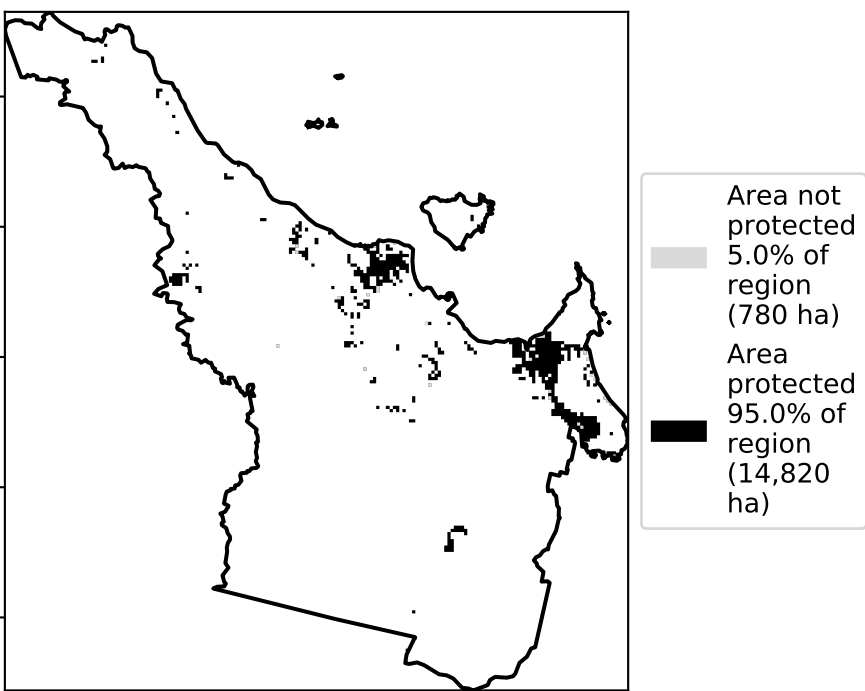 Area not
protected
5.0% of
region
(780 ha)
Area
protected
95.0% of
region
(14,820
ha)